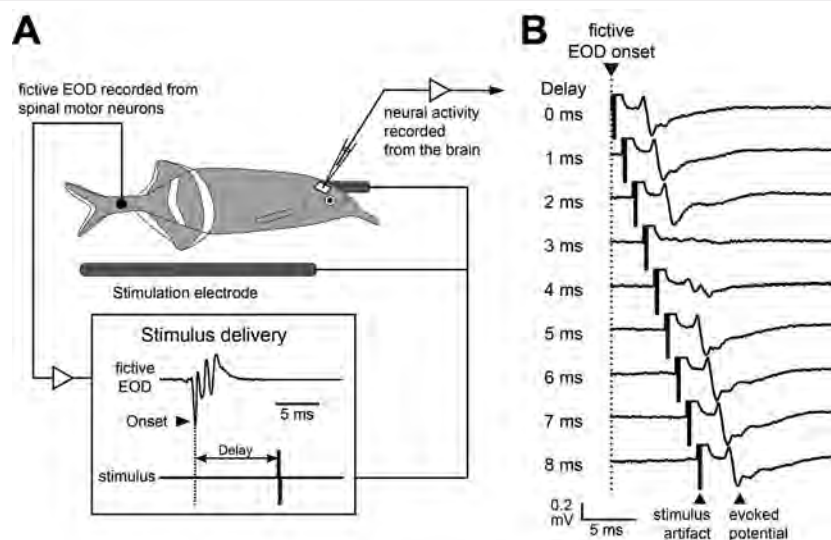 A
fictive EOD recorded from
spinal motor neurons
neural activity
recorded
from the brain
Stimulation electrode
Stimulus delivery
fictive
EOD
5 ms
Onset
Delay
stimulus
B
fictive
EOD onset
Delay
0 ms
1 ms
2 ms
3 ms
4 ms
5 ms
6 ms
7 ms
8 ms
0.2
mV
5 ms
stimulus
artifact
evoked
potential